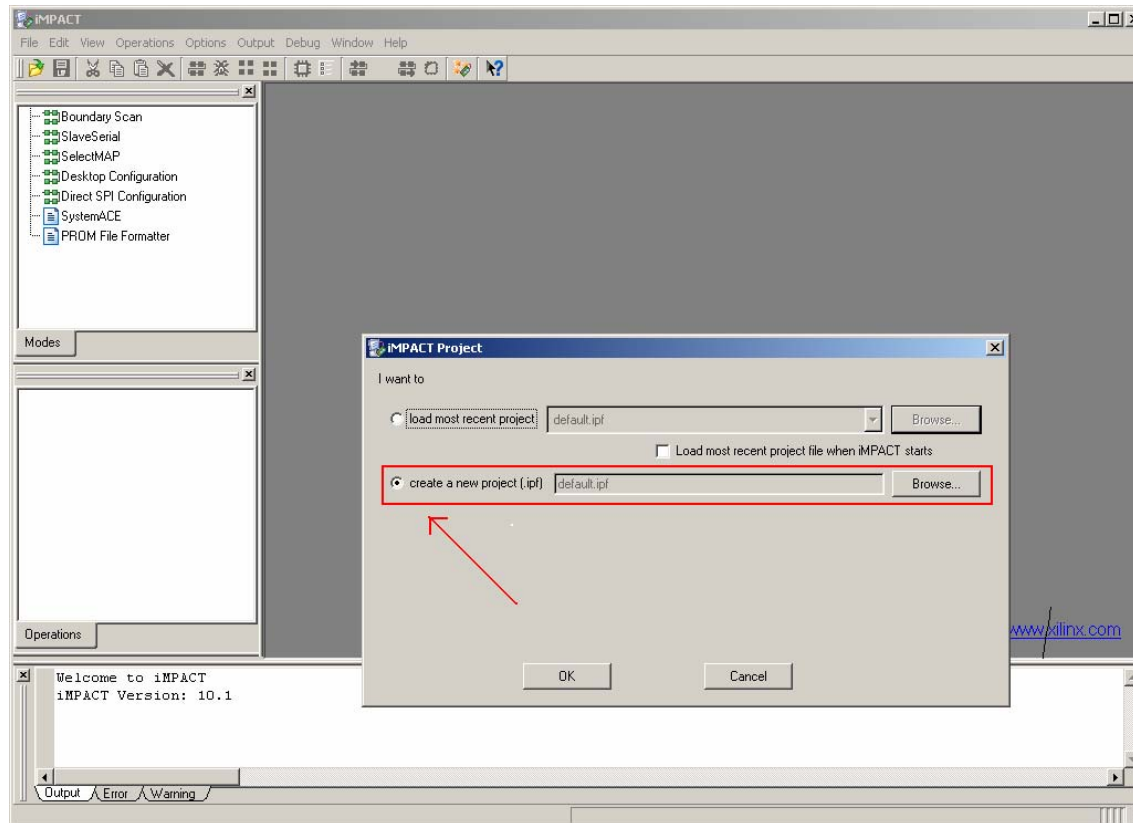 iMPACT
File Edit View Operations Options Output Debug Window Help
Boundary Scan
SlaveSerial
SelectMAP
Desktop Configuration
Direct SPI Configuration
SystemACE
PROM File Formatter
Modes
iMPACT Project
I want to
load most recent project default.ipf Browse...
Load most recent project file when iMPACT starts
create a new project (.ipf) default.ipf Browse...
Operations
www.xilinx.com
OK Cancel
Welcome to iMPACT
iMPACT Version: 10.1
Output Error Warning